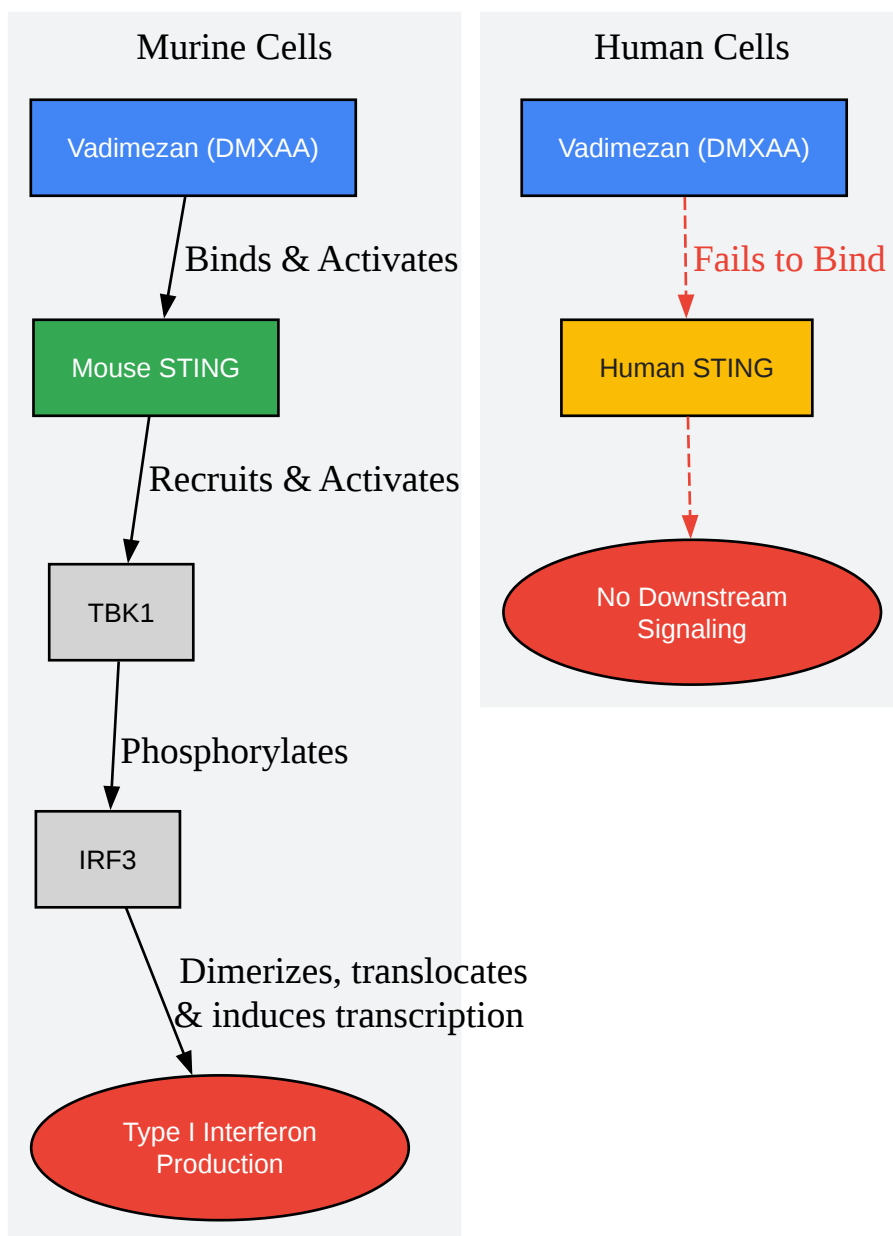 Murine Cells
Vadimezan (DMXAA)
Binds & Activates
Mouse STING
Recruits & Activates
TBK1
Phosphorylates
IRF3
Dimerizes, translocates
& induces transcription
Type I Interferon
Production
Human Cells
Vadimezan (DMXAA)
Fails to Bind
Human STING
No Downstream
Signaling